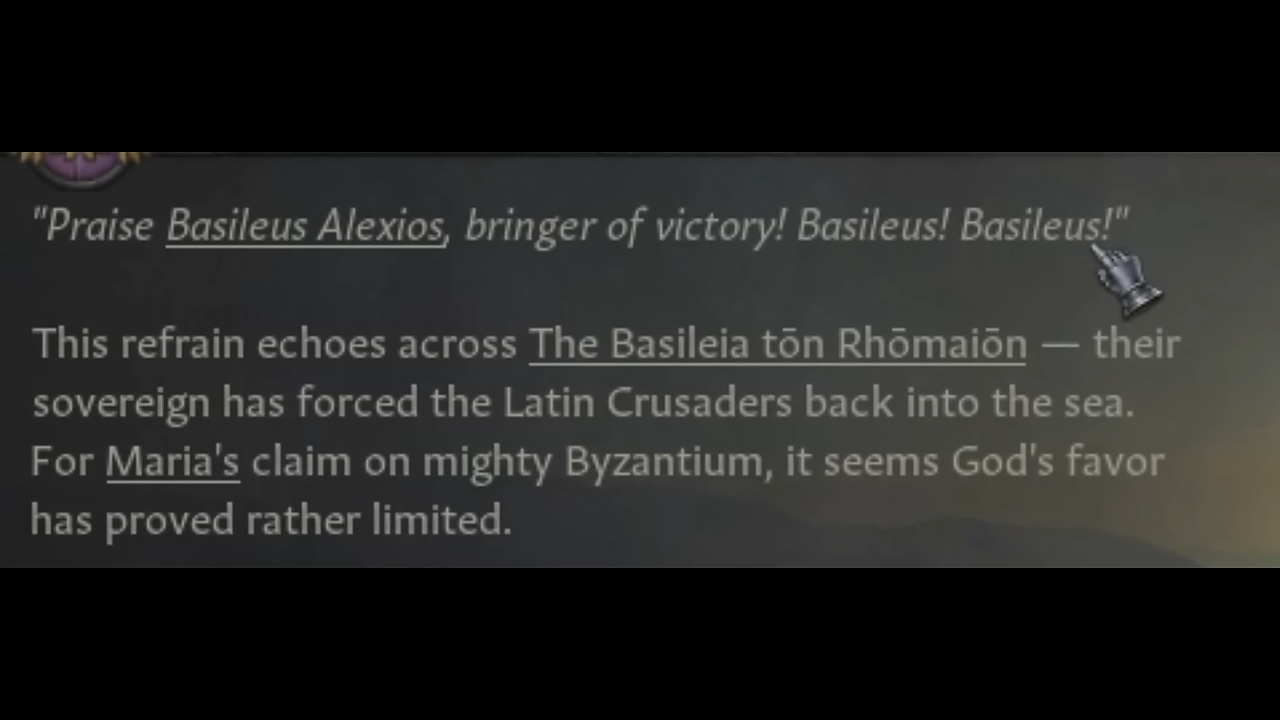 "Praise Basileus Alexios, bringer of victory! Basileus! Basileus!"
This refrain echoes across The Basileia tōn Rhōmaiōn — their
sovereign has forced the Latin Crusaders back into the sea.
For Maria's claim on mighty Byzantium, it seems God's favor
has proved rather limited.